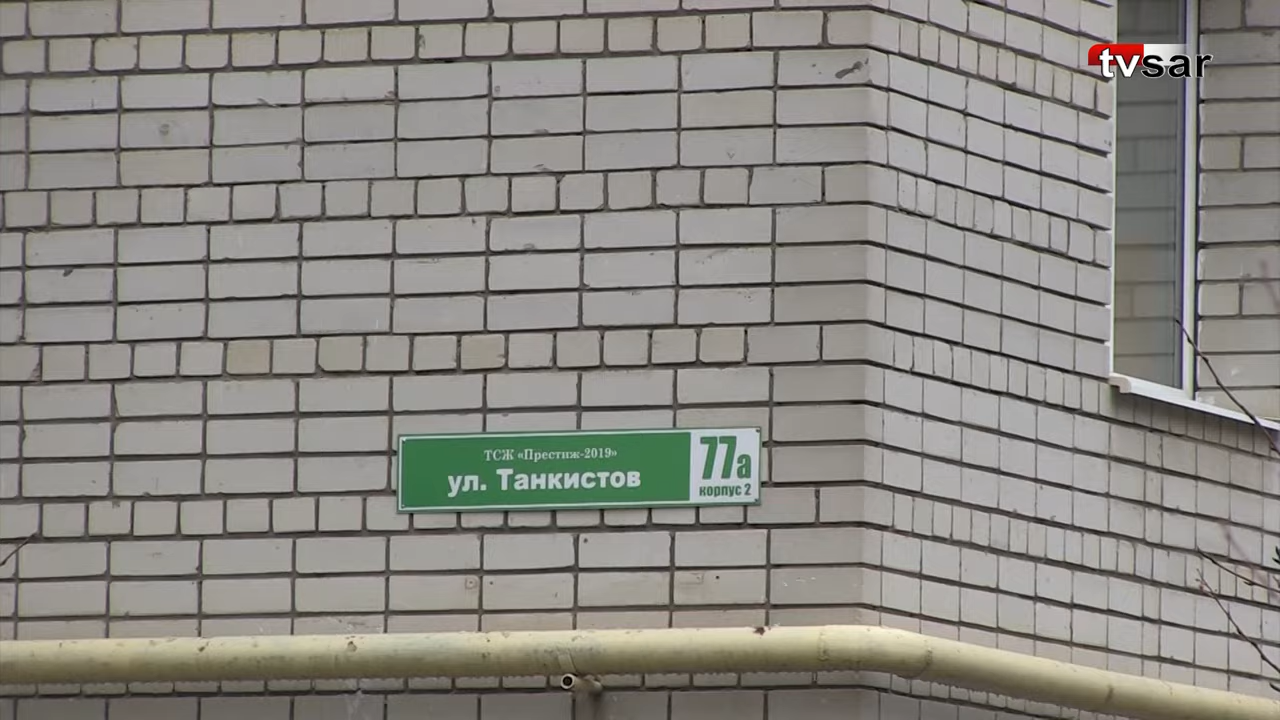 tvsar
ТСЖ «Престиж-2019»
ул. Танкистов
77а
корпус 2